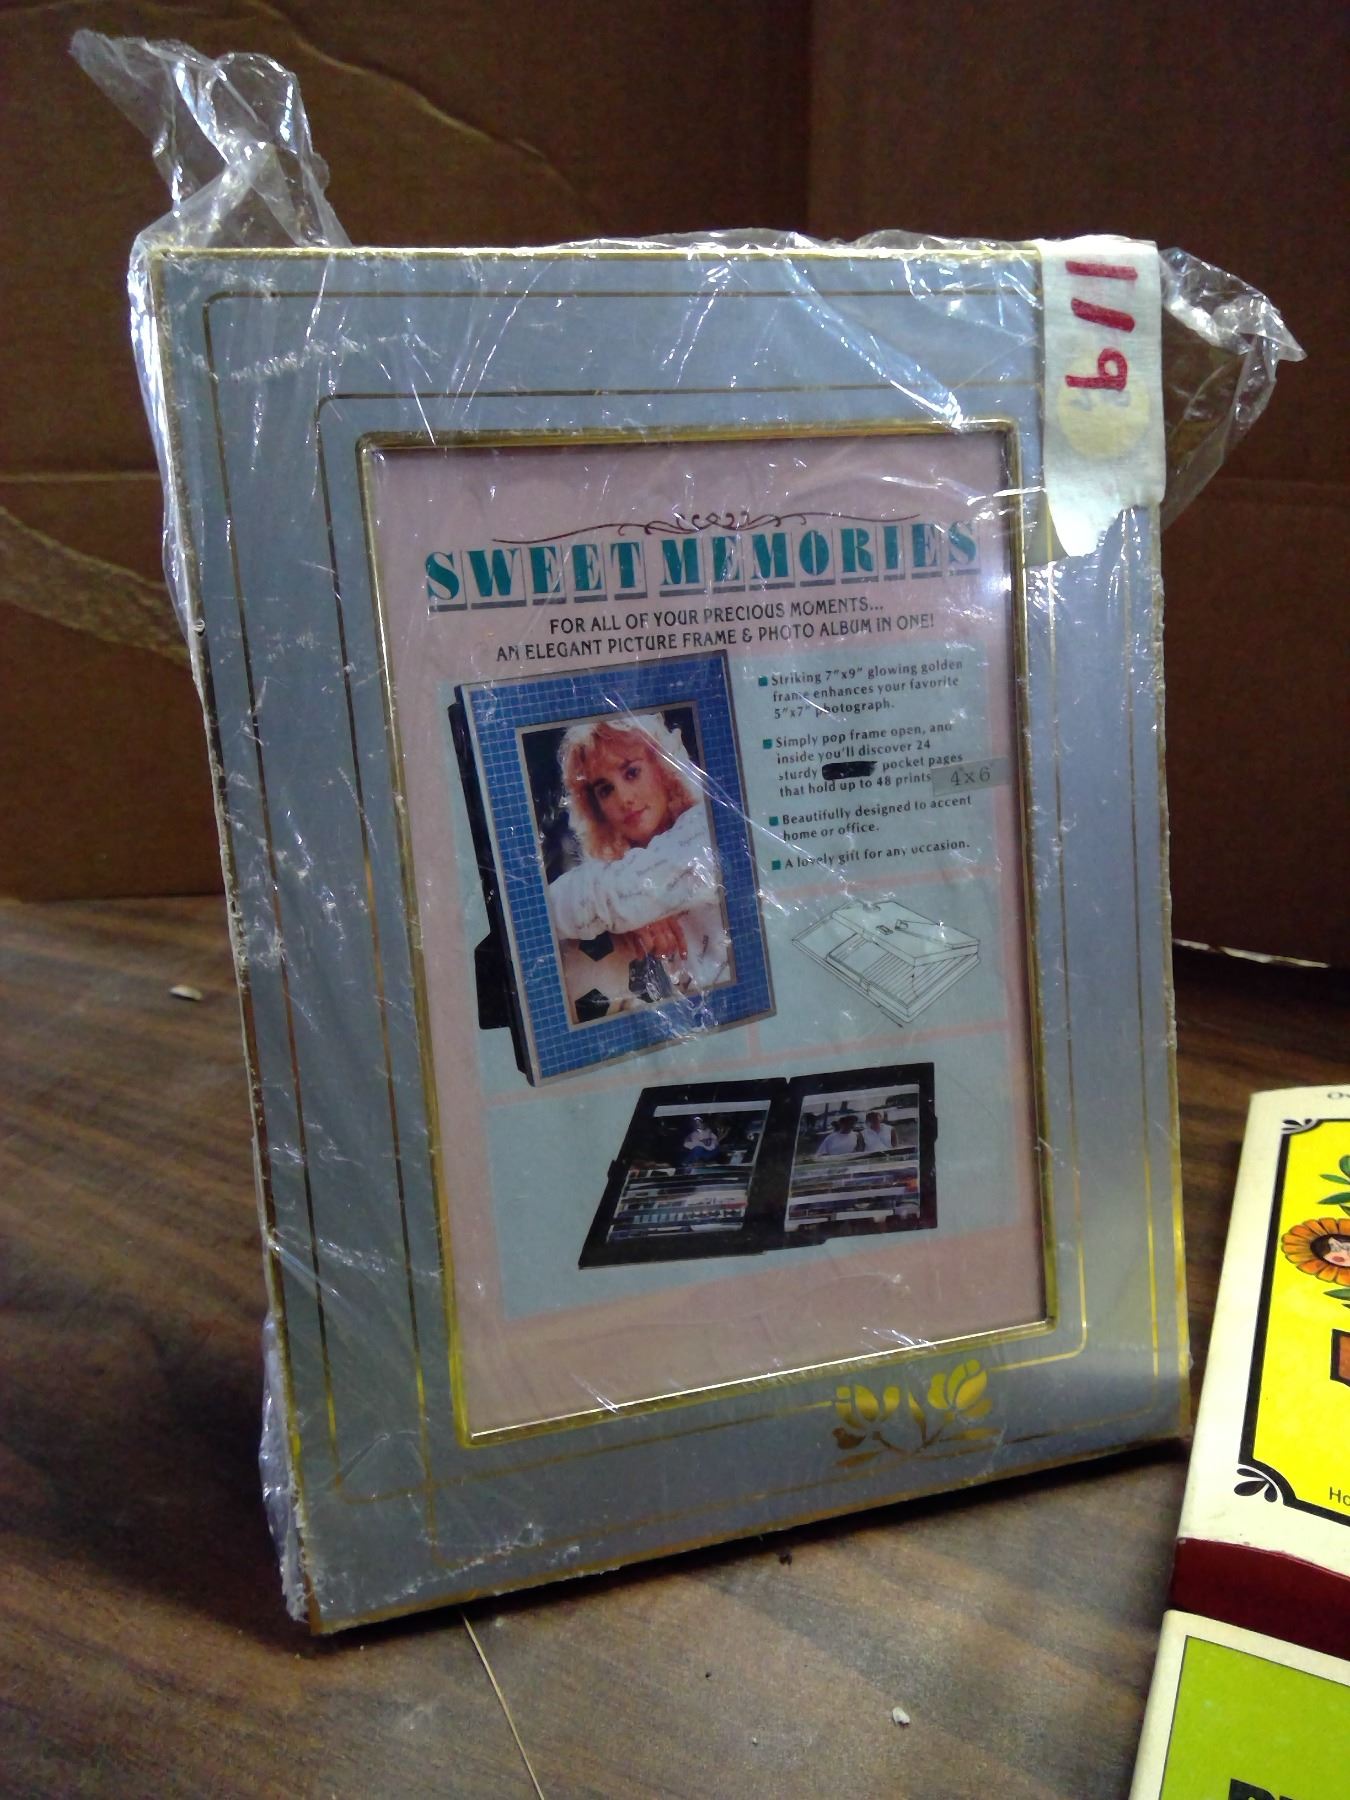 119
SWEET MEMORIES
FOR ALL OF YOUR PRECIOUS MOMENTS...
AN ELEGANT PICTURE FRAME & PHOTO ALBUM IN ONE!
Striking 7"x9" glowing golden
frame enhances your favorite
5"x7" photograph.
Simply pop frame open, and
inside you'll discover 24
sturdy pocket pages
that hold up to 48 prints
4x6
Beautifully designed to accent
home or office.
A lovely gift for any occasion.